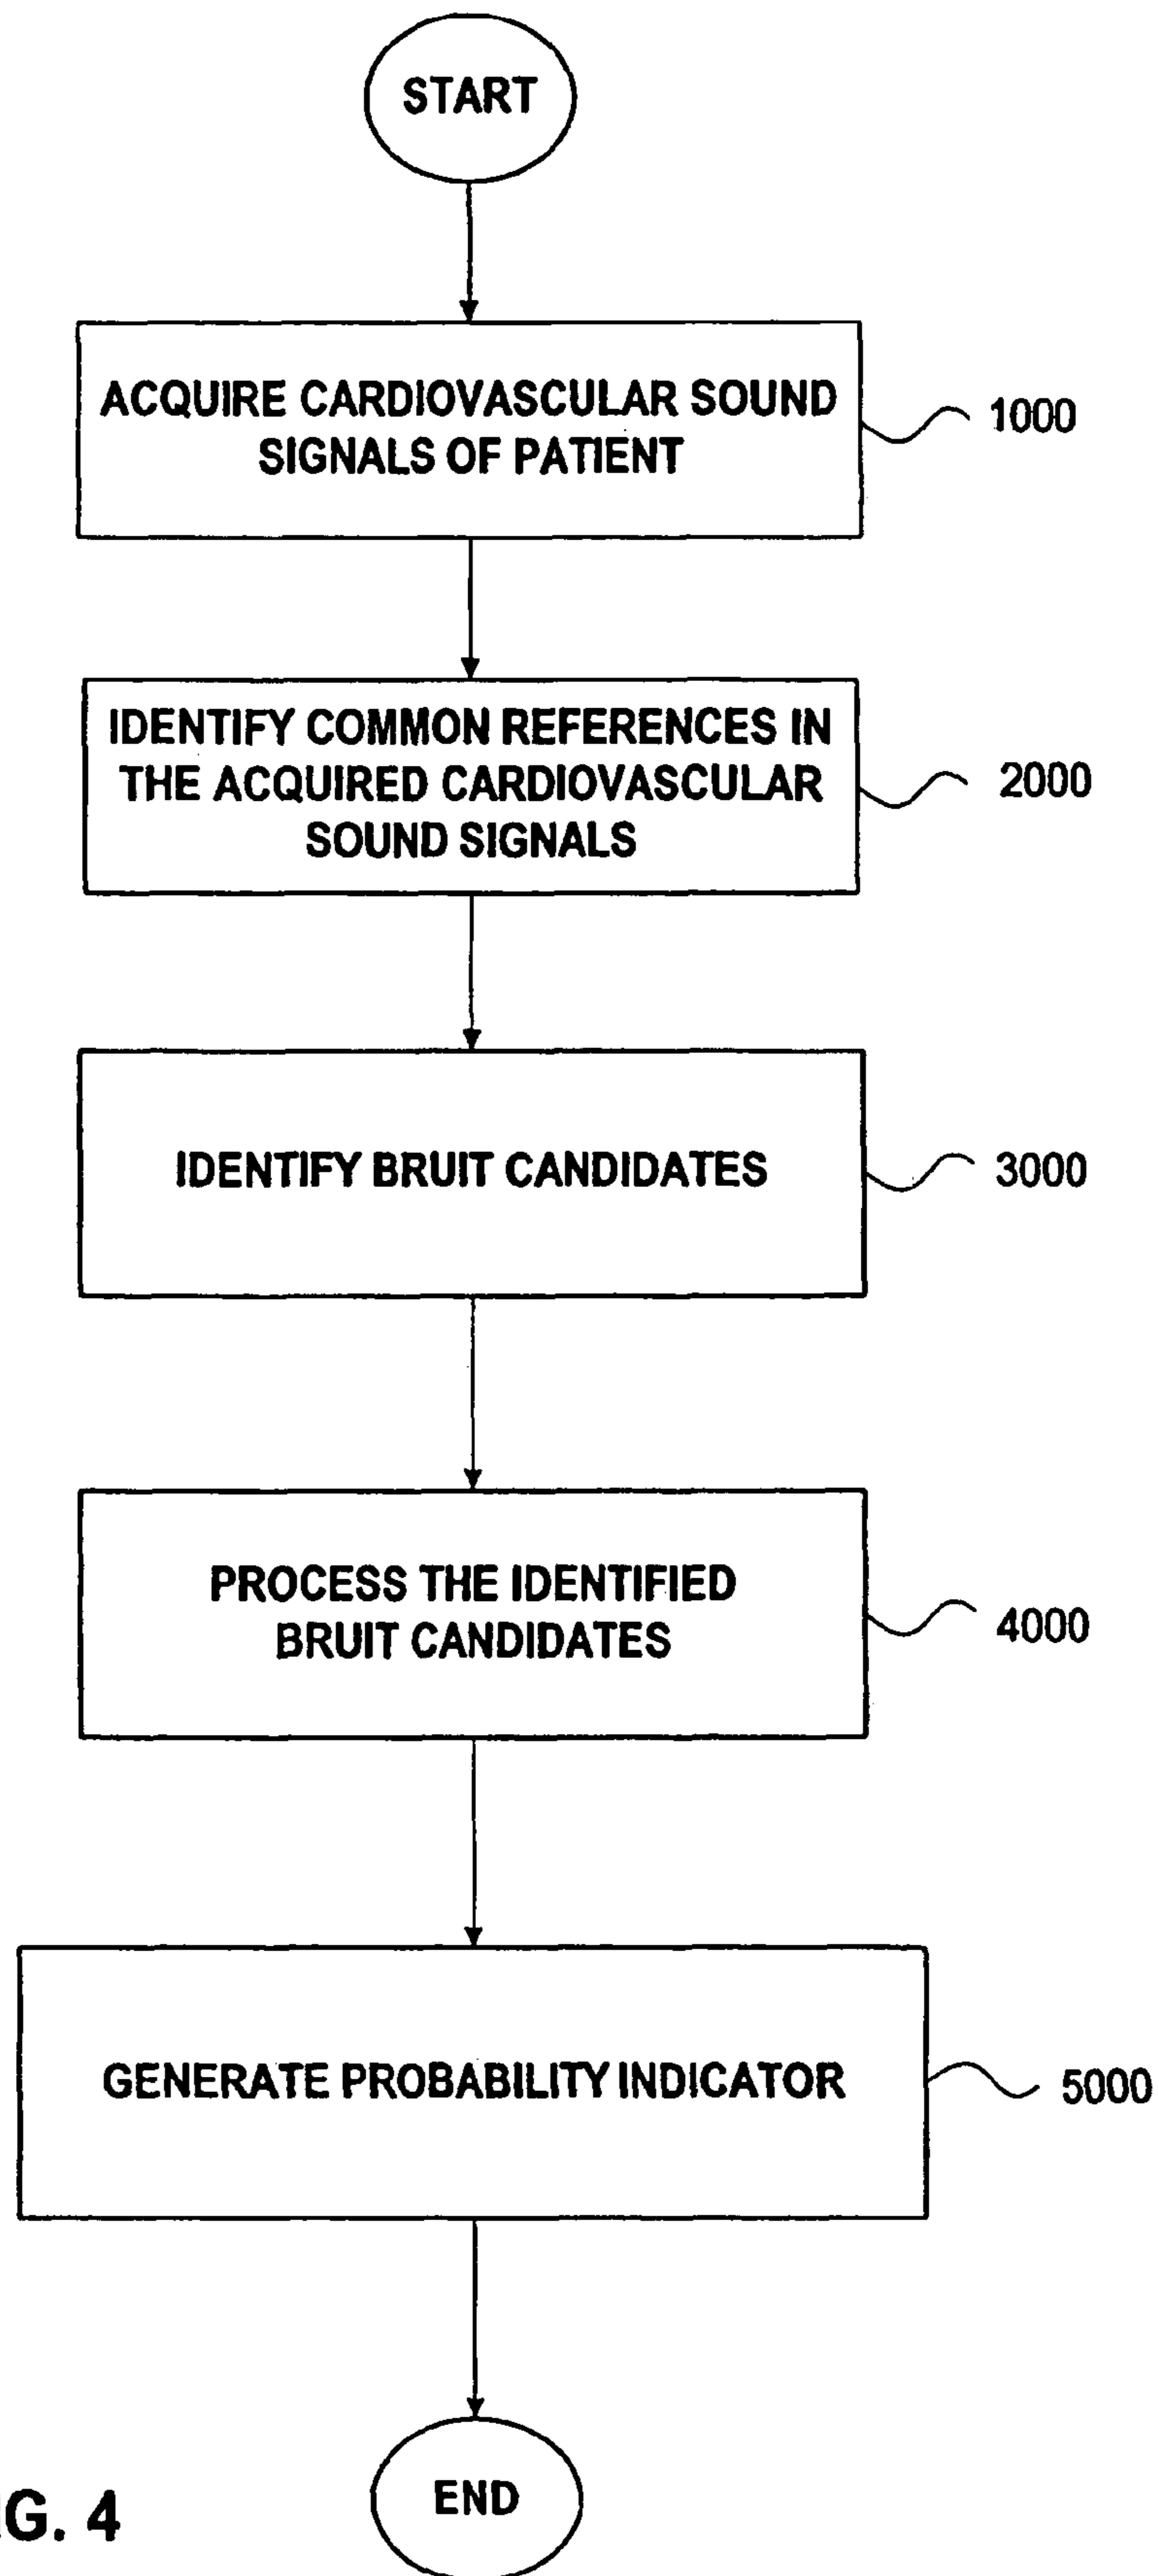 START
ACQUIRE CARDIOVASCULAR SOUND
SIGNALS OF PATIENT
1000
IDENTIFY COMMON REFERENCES IN
THE ACQUIRED CARDIOVASCULAR
SOUND SIGNALS
2000
IDENTIFY BRUIT CANDIDATES
3000
PROCESS THE IDENTIFIED
BRUIT CANDIDATES
4000
GENERATE PROBABILITY INDICATOR
5000
END
G. 4